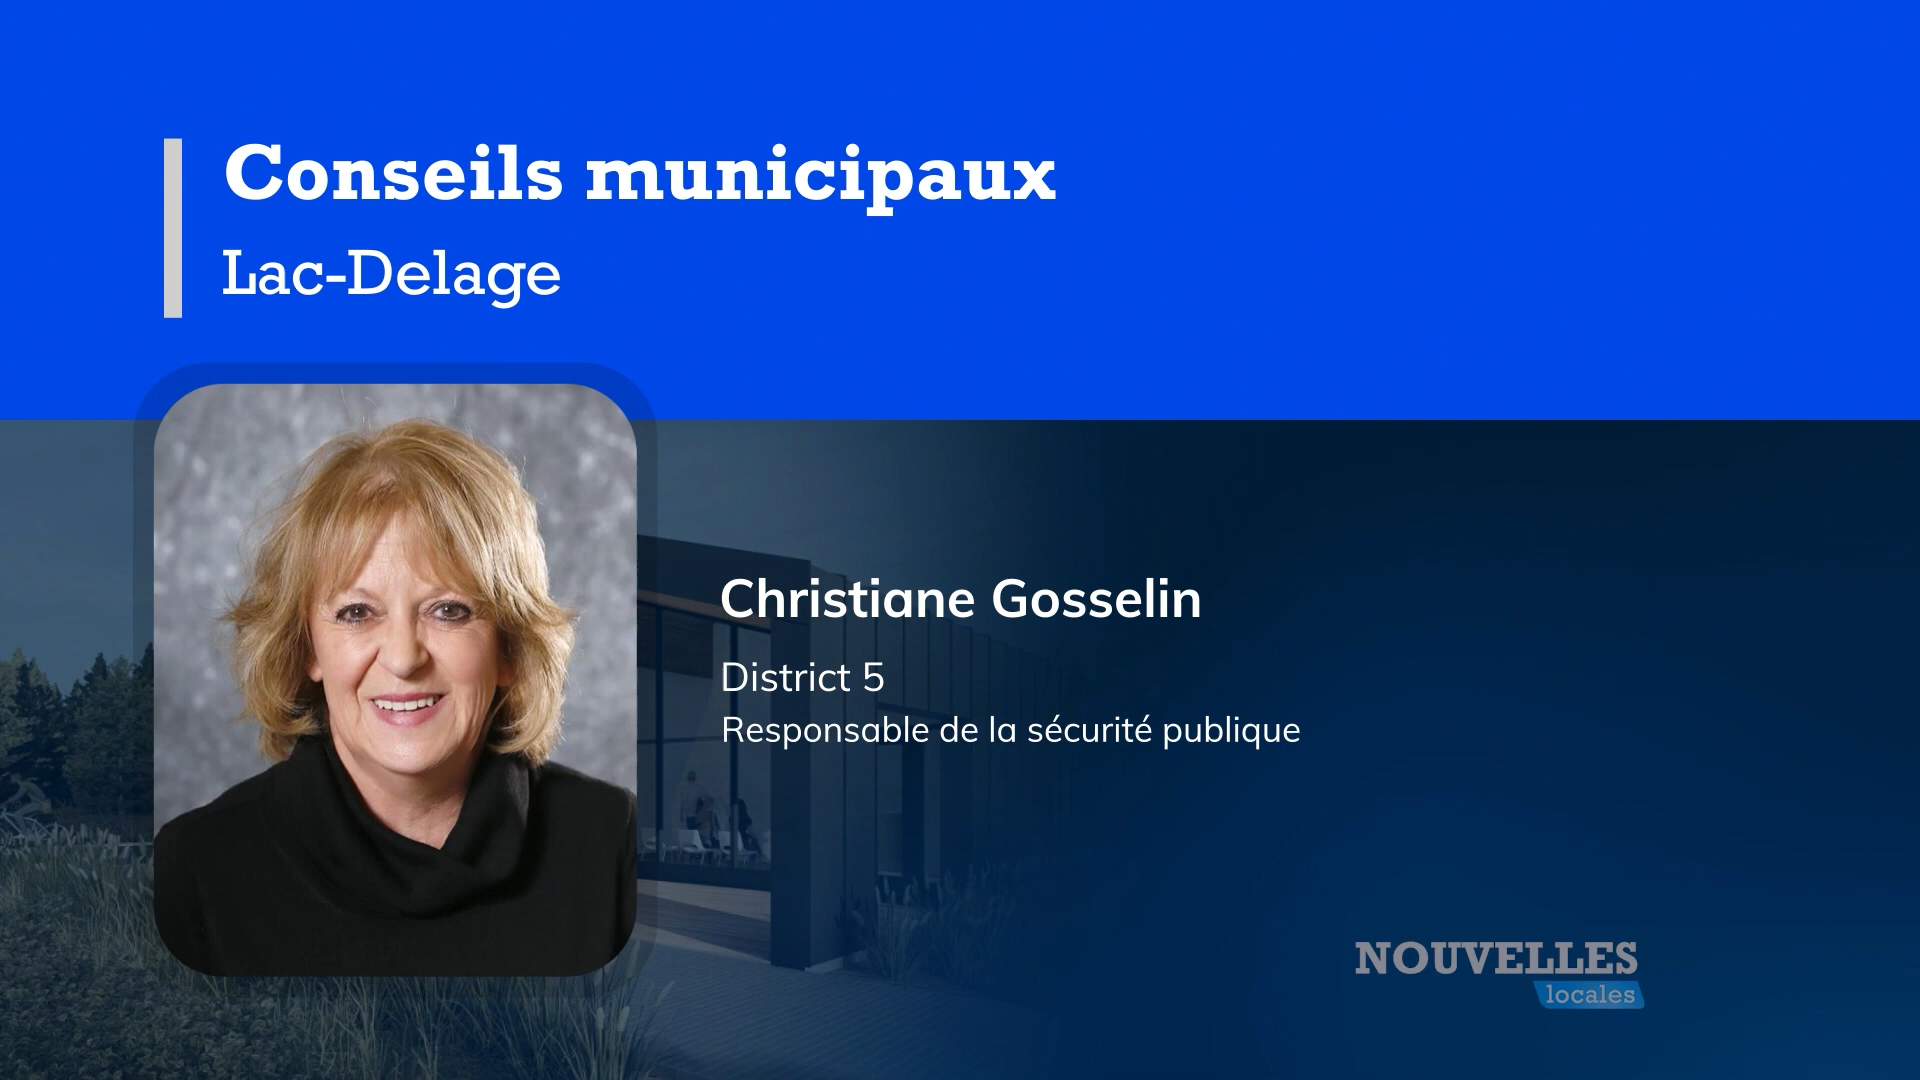 Conseils municipaux
Lac-Delage
Christiane Gosselin
District 5
Responsable de la sécurité publique
NOUVELLES
locales